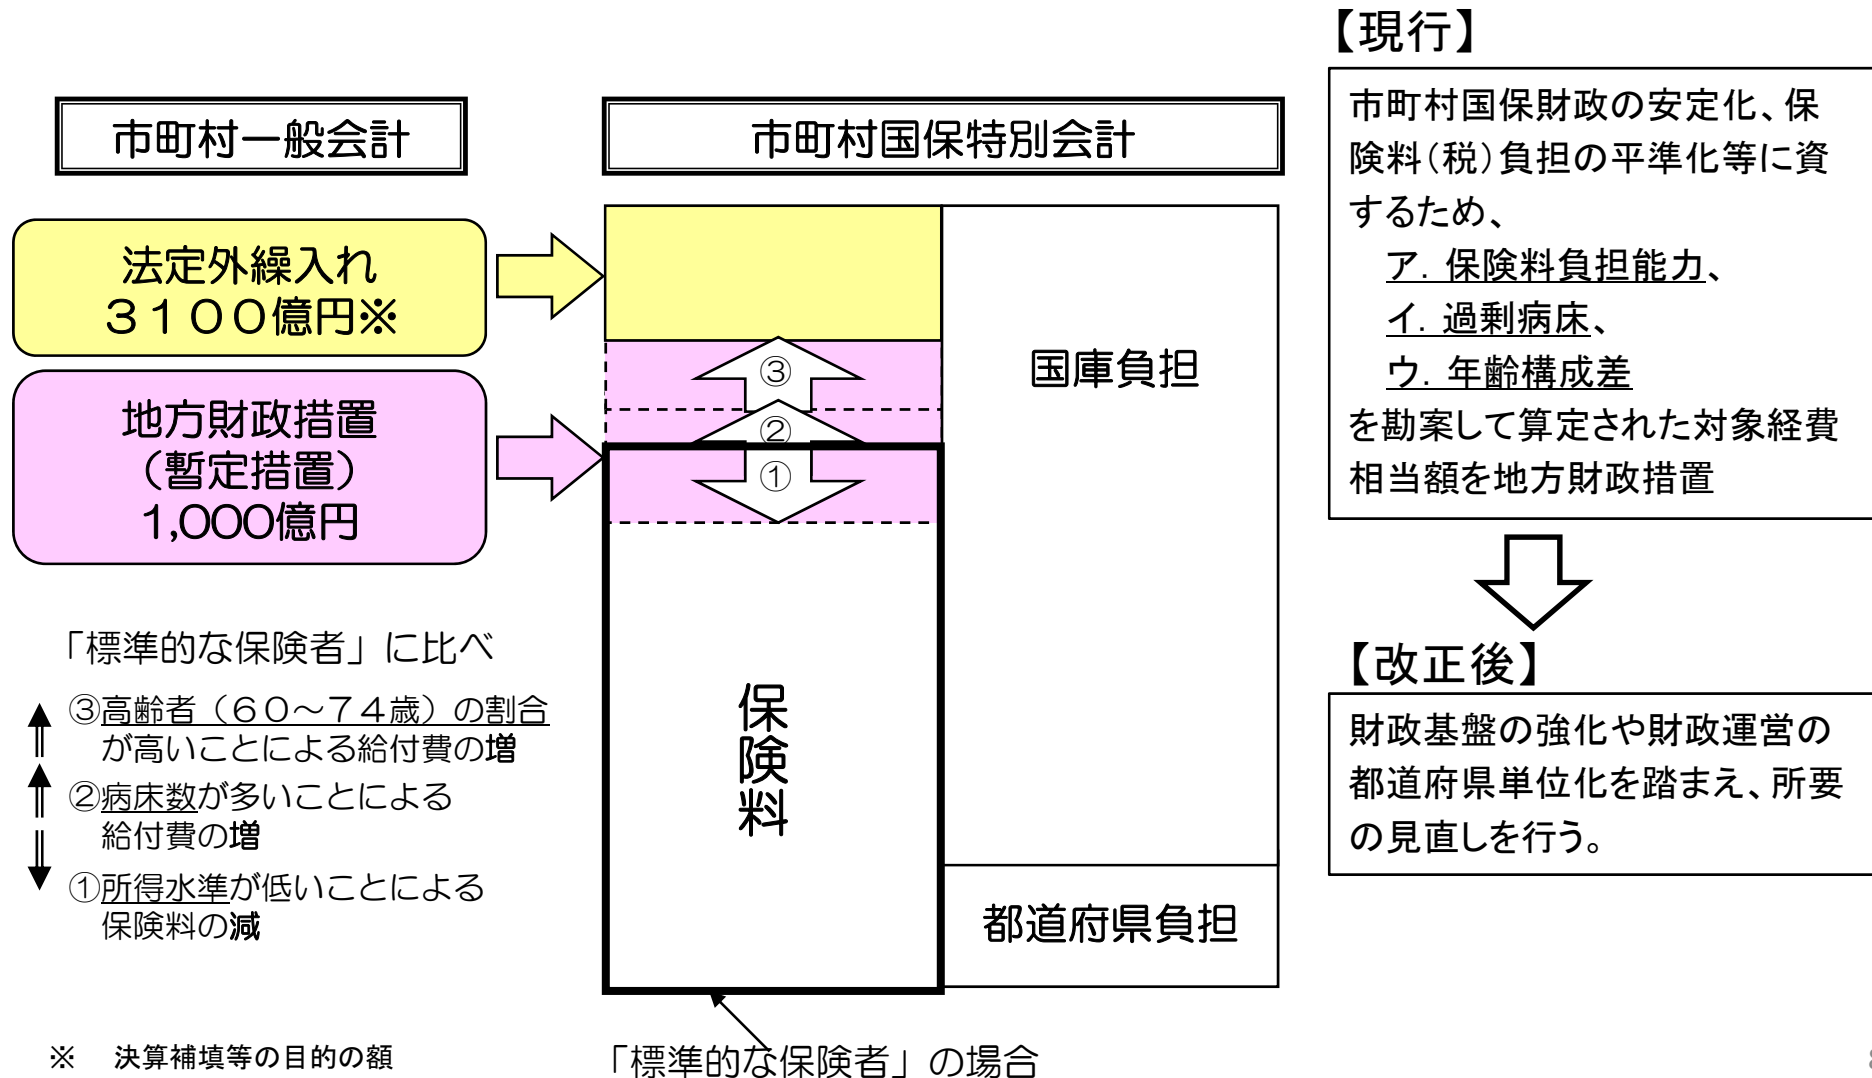 市町村一般会計
市町村国保特別会計
法定外繰入れ
3100億円※
地方財政措置
(暫定措置)
1,000億円
③
②
①
国庫負担
保険料
都道府県負担
「標準的な保険者」に比べ
③高齢者(60～74歳)の割合
が高いことによる給付費の増
②病床数が多いことによる
給付費の増
①所得水準が低いことによる
保険料の減
※ 決算補填等の目的の額
「標準的な保険者」の場合
【現行】
市町村国保財政の安定化、保
険料(税)負担の平準化等に資
するため、
ア. 保険料負担能力、
イ. 過剰病床、
ウ. 年齢構成差
を勘案して算定された対象経費
相当額を地方財政措置
【改正後】
財政基盤の強化や財政運営の
都道府県単位化を踏まえ、所要
の見直しを行う。